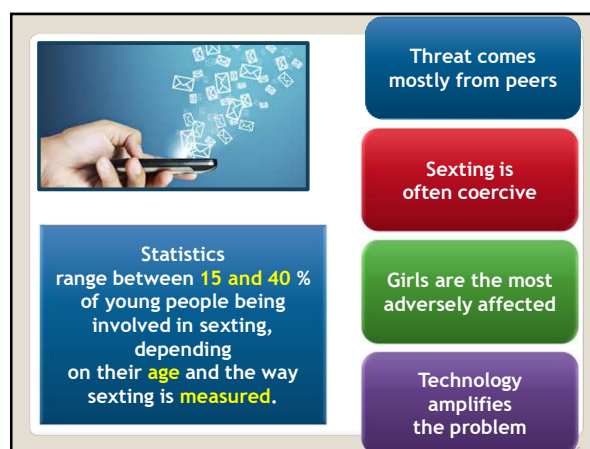 Threat comes
mostly from peers
Sexting is
often coercive
Statistics
range between 15 and 40 %
of young people being
involved in sexting,
depending
on their age and the way
sexting is measured.
Girls are the most
adversely affected
Technology
amplifies
the problem